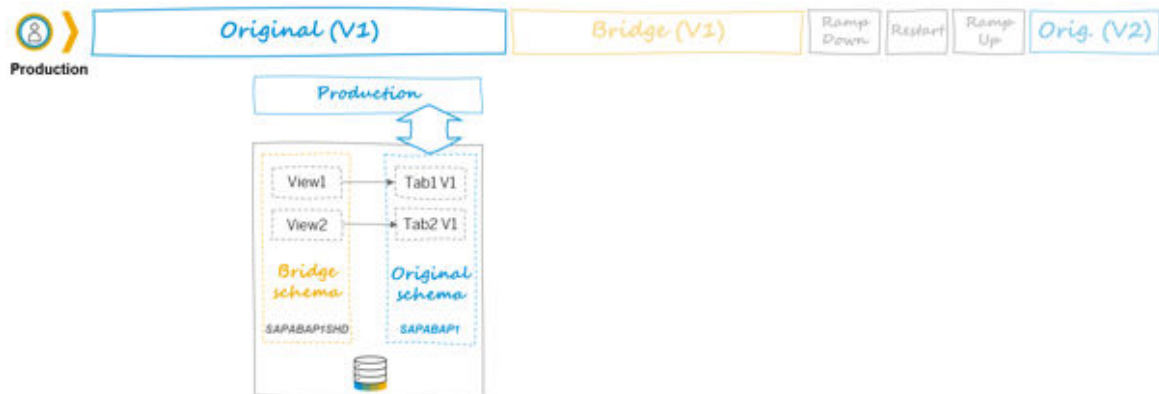 Original (V1)
Bridge (V1)
Ramp
Down
Restart
Ramp
Up
Orig. (V2)
Production
Production
View1
Tab1 V1
View2
Tab2 V1
Bridge
schema
Original
schema
SAPABAP1SHD
SAPABAP1